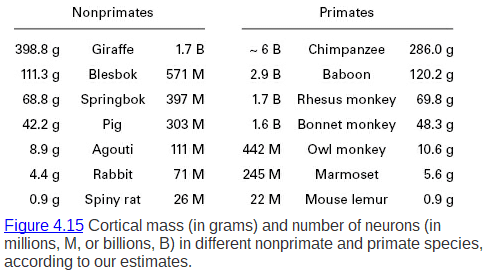 Nonprimates Primates
398.8 g Giraffe 1.7 B ~ 6 B Chimpanzee 286.0 g
111.3 g Blesbok 571 M 2.9 B Baboon 120.2 g
68.8 g Springbok 397 M 1.7 B Rhesus monkey 69.8 g
42.2 g Pig 303 M 1.6 B Bonnet monkey 48.3 g
8.9 g Agouti 111 M 442 M Owl monkey 10.6 g
4.4 g Rabbit 71 M 245 M Marmoset 5.6 g
0.9 g Spiny rat 26 M 22 M Mouse lemur 0.9 g
Figure 4.15 Cortical mass (in grams) and number of neurons (in
millions, M, or billions, B) in different nonprimate and primate species,
according to our estimates.